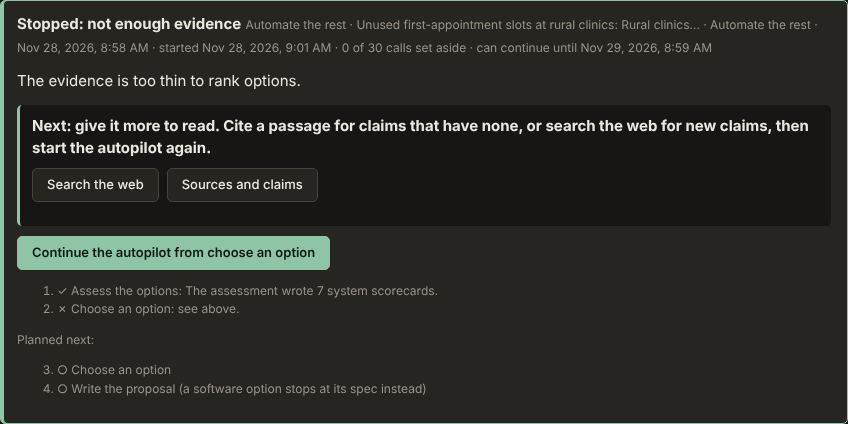 Stopped: not enough evidence Automate the rest · Unused first-appointment slots at rural clinics: Rural clinics... · Automate the rest ·
Nov 28, 2026, 8:58 AM · started Nov 28, 2026, 9:01 AM · 0 of 30 calls set aside · can continue until Nov 29, 2026, 8:59 AM
The evidence is too thin to rank options.
Next: give it more to read. Cite a passage for claims that have none, or search the web for new claims, then
start the autopilot again.
Search the web Sources and claims
Continue the autopilot from choose an option
1. ✓ Assess the options: The assessment wrote 7 system scorecards.
2. × Choose an option: see above.
Planned next:
3. ○ Choose an option
4. ○ Write the proposal (a software option stops at its spec instead)